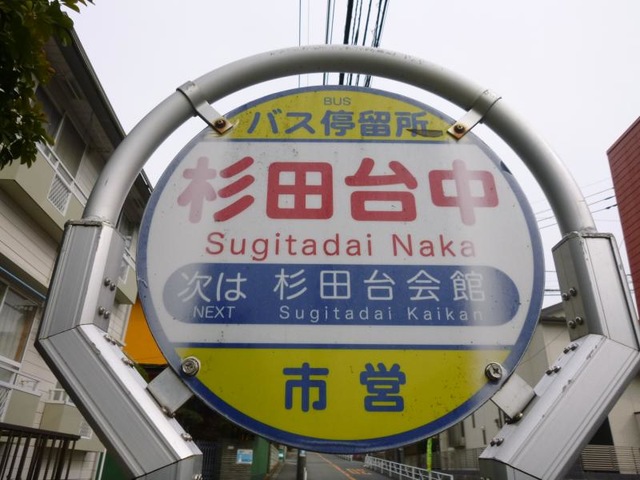 BUS
バス停留所
杉田台中
Sugitadai Naka
次は 杉田台会館
NEXT Sugitadai Kaikan
市営